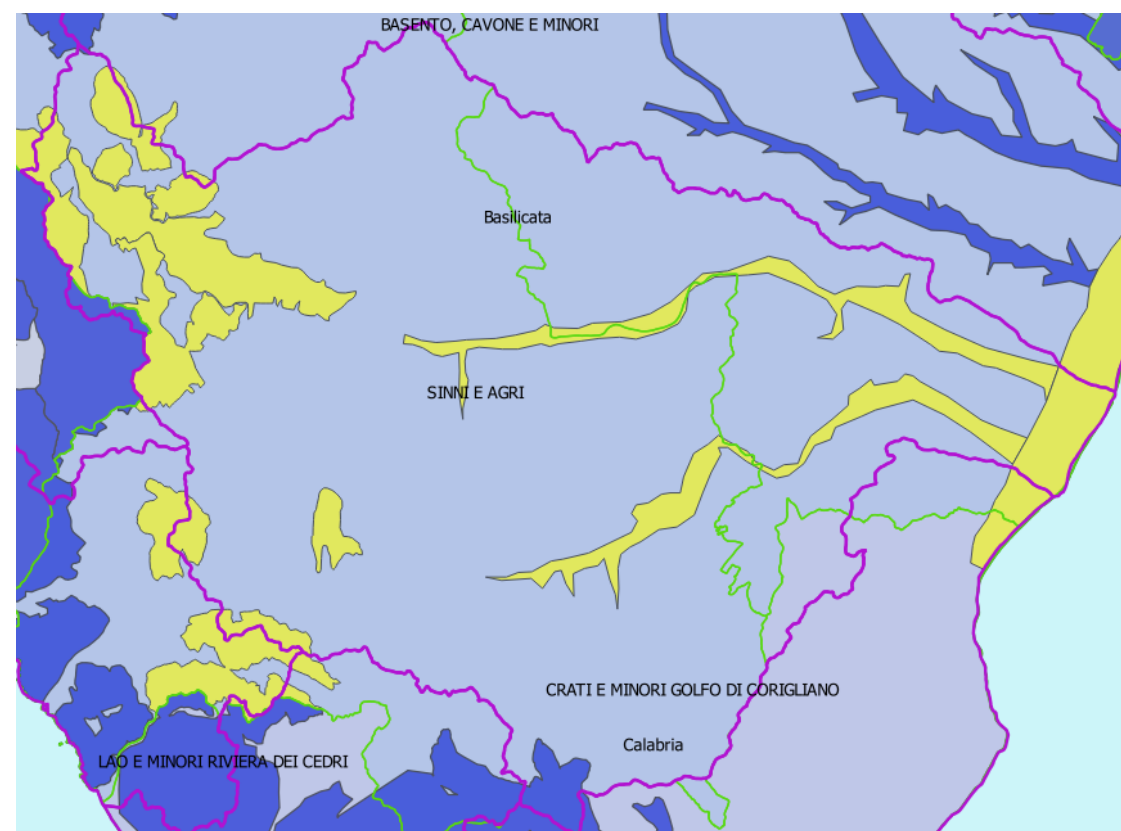 BASENTO, CAVONE E MINORI
Basilicata
SINNI E AGRI
CRATI E MINORI GOLFO DI CORIGLIANO
Calabria
LAO E MINORI RIVIERA DEI CEDRI